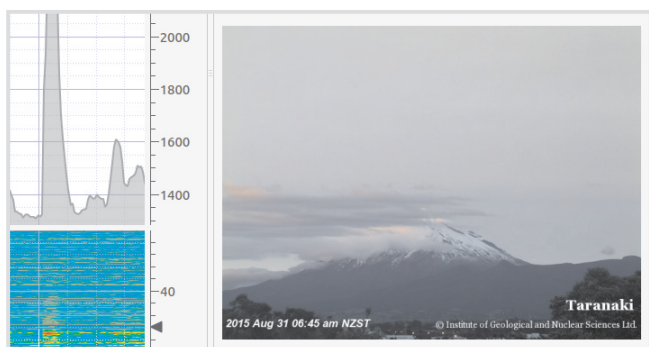 2000
1800
1600
1400
40
Taranaki
2015 Aug 31 06:45 am NZST
© Institute of Geological and Nuclear Sciences Ltd.